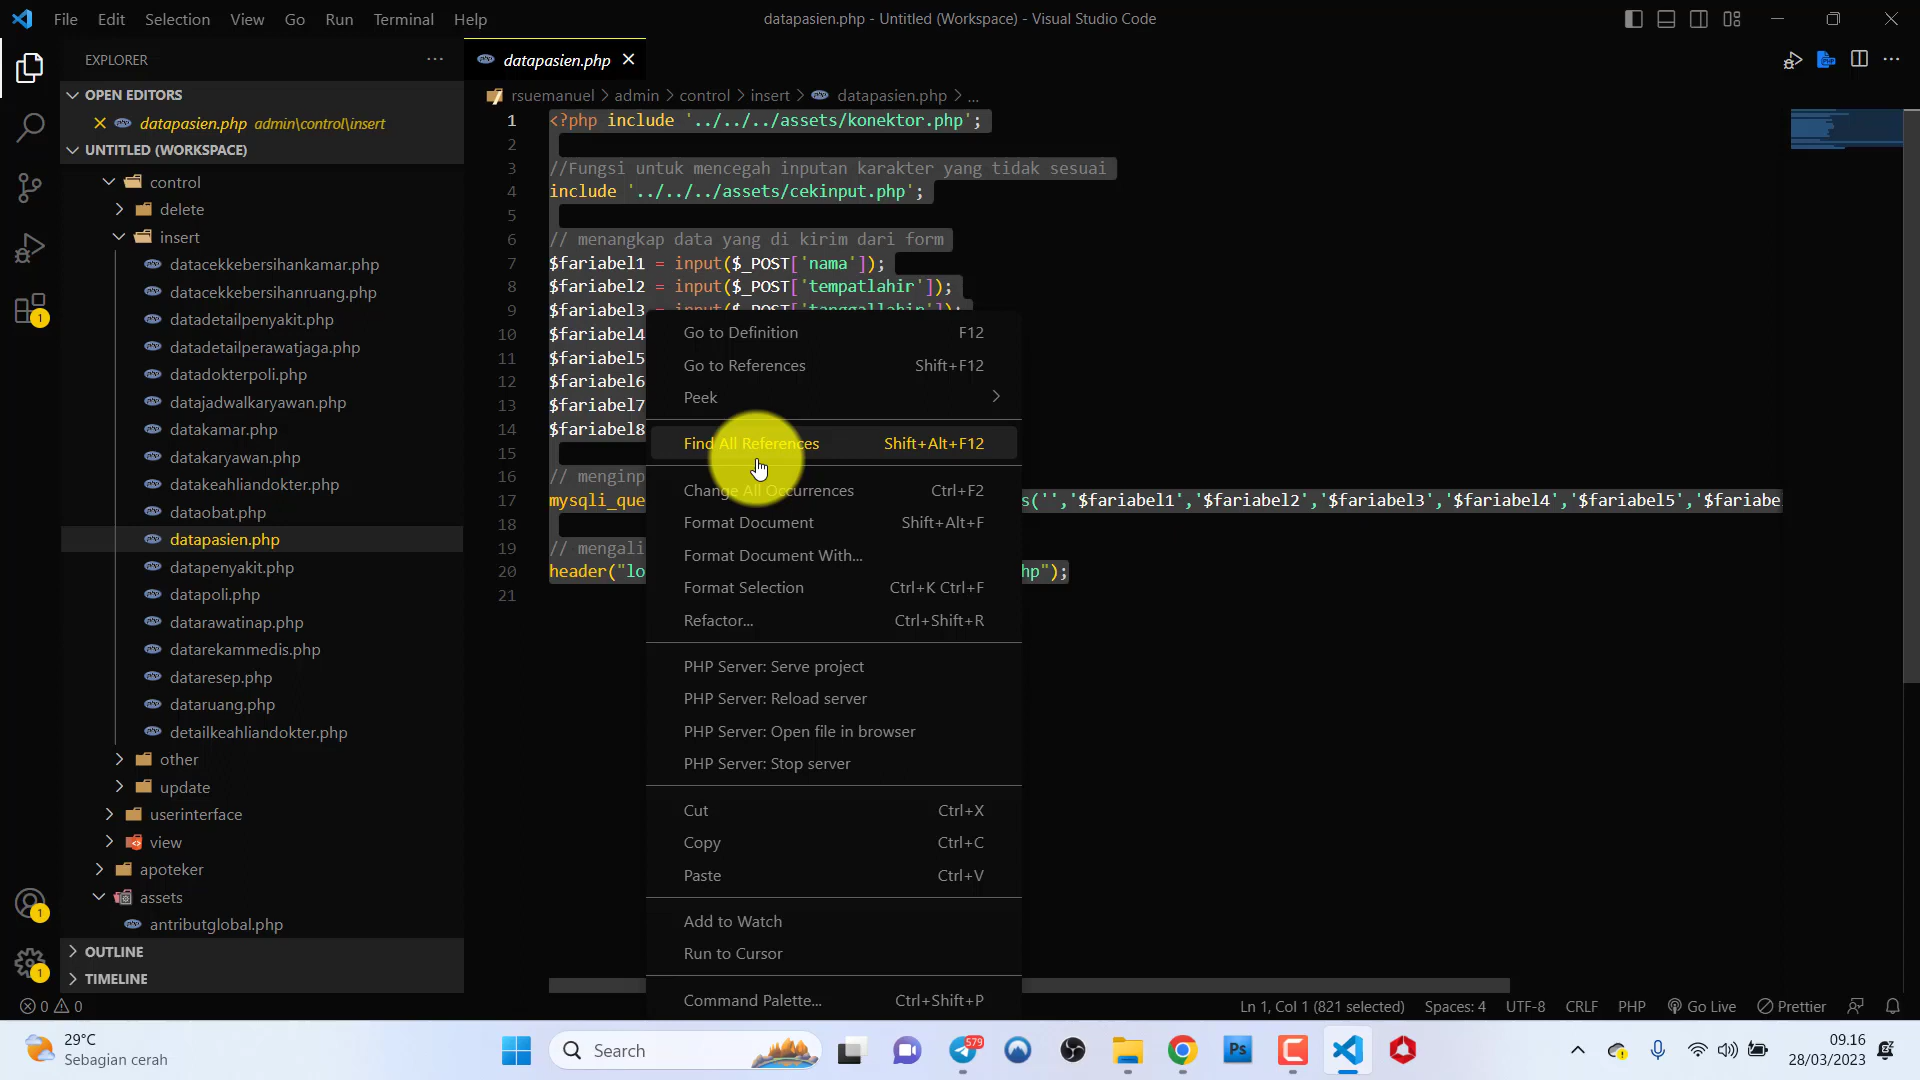 File Edit Selection View Go Run Terminal Help
datapasien.php - Untitled (Workspace) - Visual Studio Code
EXPLORER
OPEN EDITORS
datapasien.php admin\control\insert
UNTITLED (WORKSPACE)
control
delete
insert
datacekkebersihankamar.php
datacekkebersihanruang.php
datadetailpenyakit.php
datadetailperawatjaga.php
datadokterpoli.php
datajadwalkaryawan.php
datakamar.php
datakaryawan.php
datakeahliandokter.php
dataobat.php
datapasien.php
datapenyakit.php
datapoli.php
datarawatinap.php
datarekammedis.php
dataresep.php
dataruang.php
detailkeahliandokter.php
other
update
userinterface
view
apoteker
assets
antributglobal.php
OUTLINE
TIMELINE
1
1
1
datapasien.php
rsuemanuel > admin > control > insert > datapasien.php > ...
1 <?php include '../../../assets/konektor.php';
2
3 //Fungsi untuk mencegah inputan karakter yang tidak sesuai
4 include '../../../assets/cekinput.php';
5
6 // menangkap data yang di kirim dari form
7 $fariabel1 = input($_POST['nama']);
8 $fariabel2 = input($_POST['tempatlahir']);
9 $fariabel3 = input($_POST['tanggallahir']);
10 $fariabel4
11 $fariabel5
12 $fariabel6
13 $fariabel7
14 $fariabel8
15
16 // menginp
17 mysqli_que s('','$fariabel1','$fariabel2','$fariabel3','$fariabel4','$fariabel5','$fariabe
18
19 // mengali
20 header("lo hp");
21
Go to Definition F12
Go to References Shift+F12
Peek
Find All References Shift+Alt+F12
Change All Occurrences Ctrl+F2
Format Document Shift+Alt+F
Format Document With...
Format Selection Ctrl+K Ctrl+F
Refactor... Ctrl+Shift+R
PHP Server: Serve project
PHP Server: Reload server
PHP Server: Open file in browser
PHP Server: Stop server
Cut Ctrl+X
Copy Ctrl+C
Paste Ctrl+V
Add to Watch
Run to Cursor
Command Palette... Ctrl+Shift+P
0 0
Ln 1, Col 1 (821 selected) Spaces: 4 UTF-8 CRLF PHP Go Live Prettier
29°C
Sebagian cerah
Search
579
Ps
09.16
28/03/2023